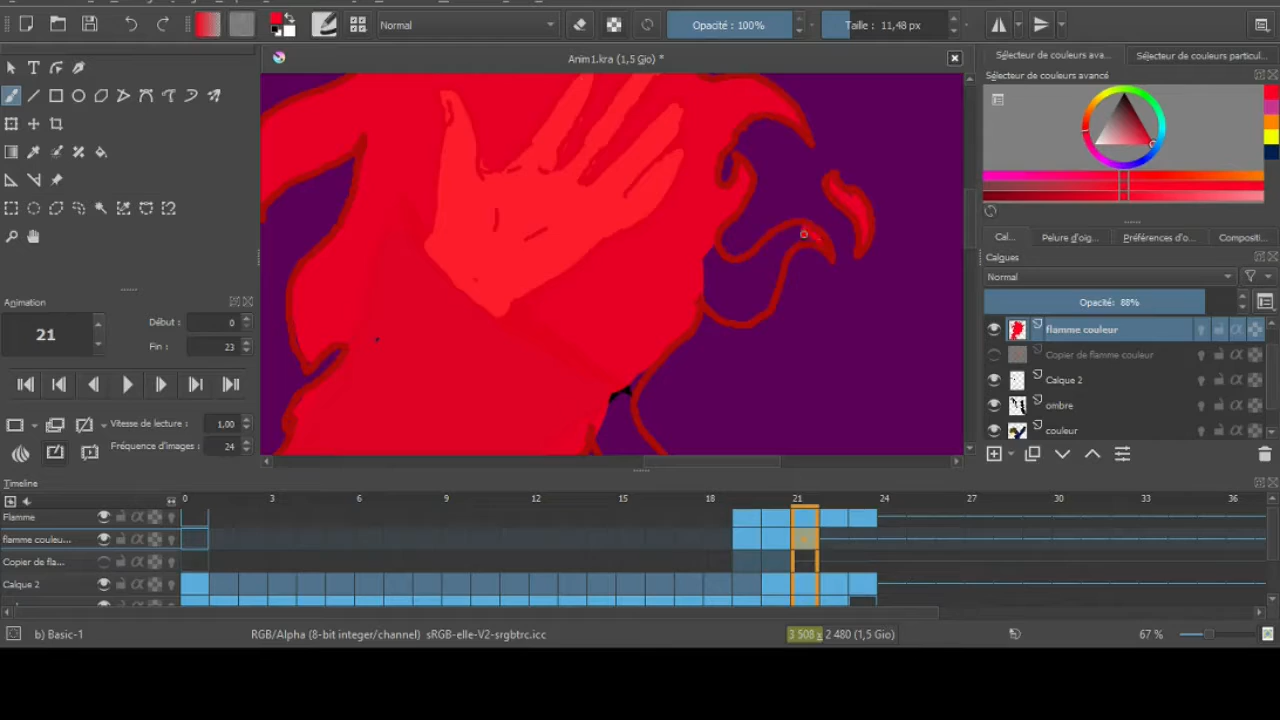 Normal
Opacité : 100%
Taille : 11,48 px
Anim1.kra (1,5 Gio) *
Sélecteur de couleurs ava...
Sélecteur de couleurs particul...
Sélecteur de couleurs avancé
Animation
21
Début :
0
Fin :
23
Vitesse de lecture :
1,00
Fréquence d'images :
24
Cal...
Pelure d'oig...
Préférences d'o...
Compositi...
Calques
Normal
Opacité: 88%
flamme couleur
Copier de flamme couleur
Calque 2
ombre
couleur
Timeline
0 3 6 9 12 15 18 21 24 27 30 33 36
Flamme
flamme couleu...
Copier de fla...
Calque 2
b) Basic-1
RGB/Alpha (8-bit integer/channel) sRGB-elle-V2-srgbtrc.icc
3 508 x 2 480 (1,5 Gio)
67 %